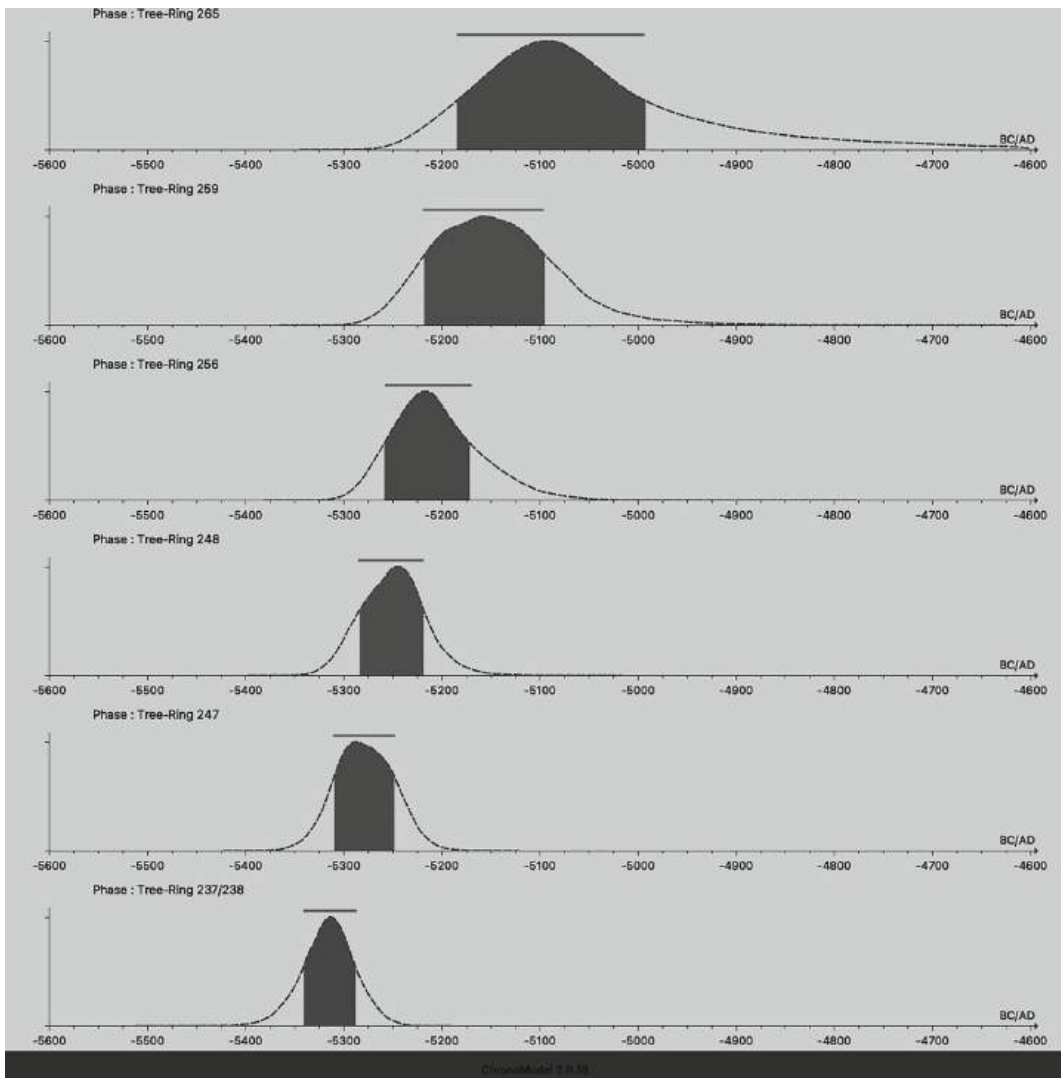 Phase : Tree-Ring 265
BC/AD
-5600 -5500 -5400 -5300 -5200 -5100 -5000 -4900 -4800 -4700 -4600
Phase : Tree-Ring 259
BC/AD
-5600 -5500 -5400 -5300 -5200 -5100 -5000 -4900 -4800 -4700 -4600
Phase : Tree-Ring 256
BC/AD
-5600 -5500 -5400 -5300 -5200 -5100 -5000 -4900 -4800 -4700 -4600
Phase : Tree-Ring 248
BC/AD
-5600 -5500 -5400 -5300 -5200 -5100 -5000 -4900 -4800 -4700 -4600
Phase : Tree-Ring 247
BC/AD
-5600 -5500 -5400 -5300 -5200 -5100 -5000 -4900 -4800 -4700 -4600
Phase : Tree-Ring 237/238
BC/AD
-5600 -5500 -5400 -5300 -5200 -5100 -5000 -4900 -4800 -4700 -4600
ChronoModel